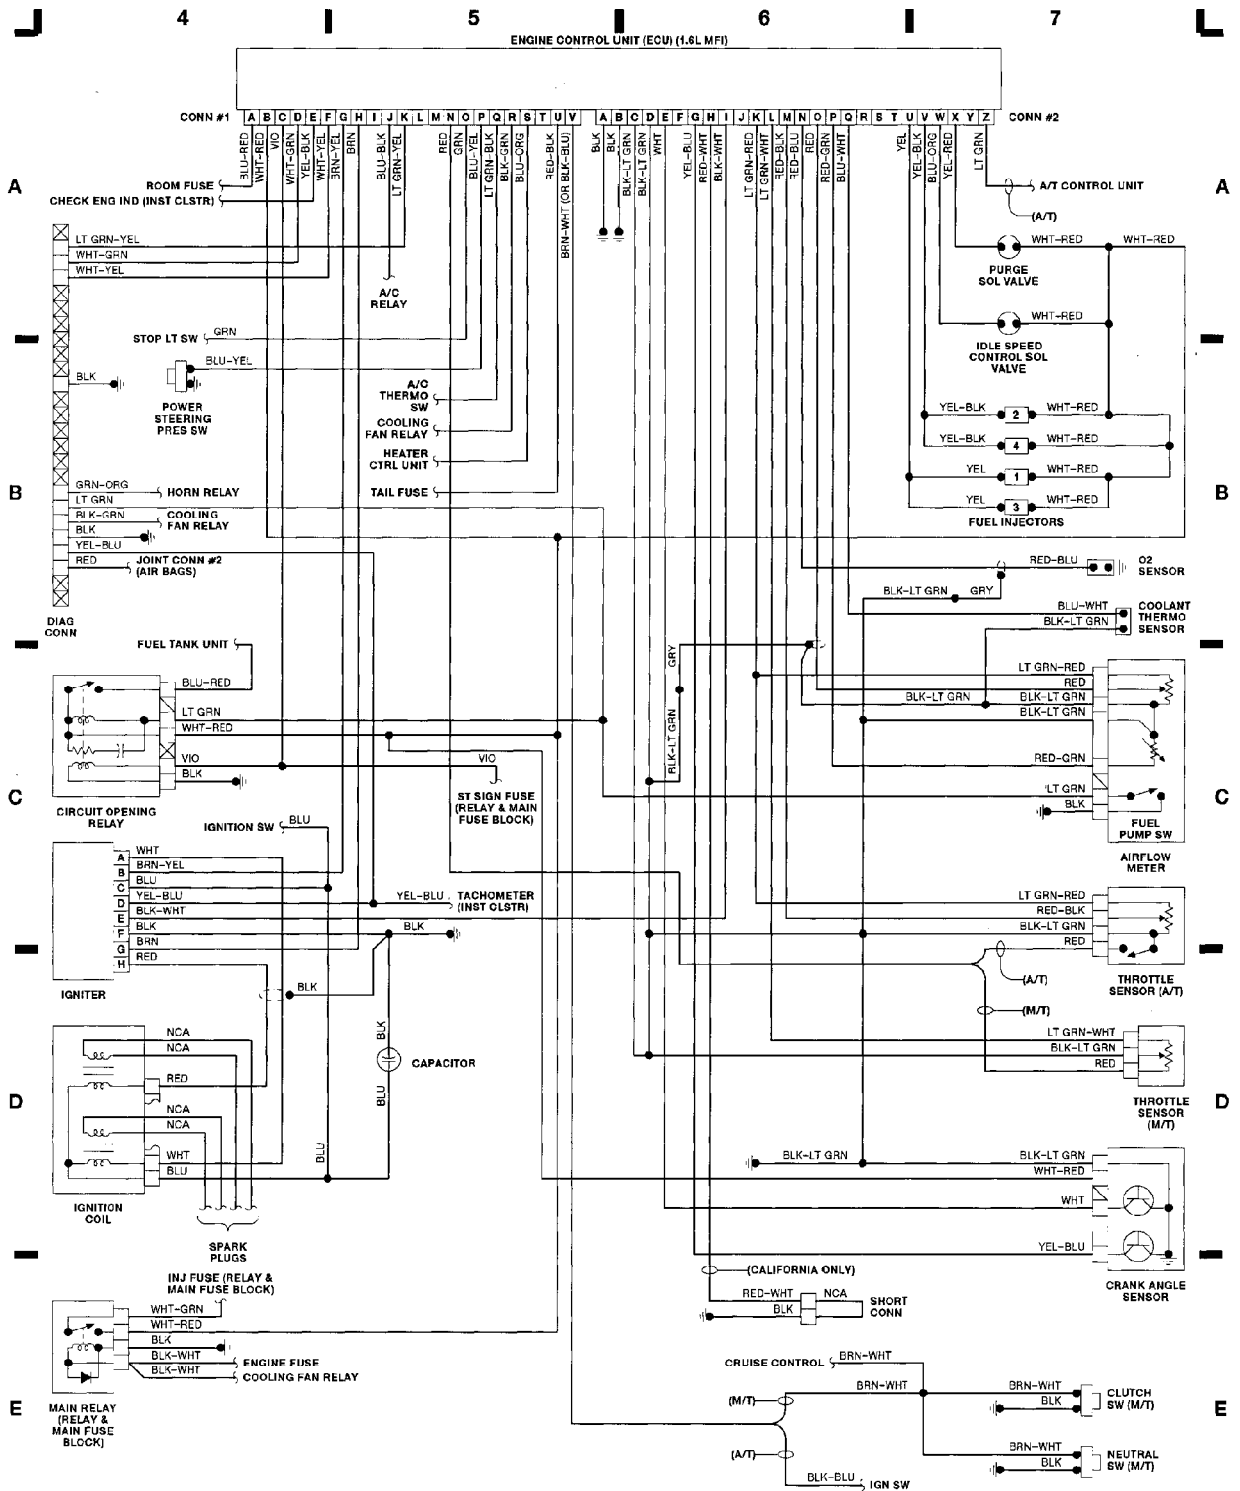 4 5 6 7
ENGINE CONTROL UNIT (ECU) (1.6L MFI)
CONN #1 A B C D E F G H I J K L M N O P Q R S T U V A B C D E F G H I J K L M N O P Q R S T U V W X Y Z CONN #2
BLU-RED
WHT-RED
VIO
WHT-GRN
YEL-BLK
WHT-YEL
BRN-YEL
BRN
BLU-BLK
LT GRN-YEL
RED
GRN
BLU-YEL
LT GRN-BLK
BLK-GRN
BLU-ORG
RED-BLK
BRN-WHT (OR BLK-BLU)
BLK
BLK
BLK-LT GRN
BLK-LT GRN
WHT
YEL-BLU
RED-WHT
BLK-WHT
LT GRN-RED
LT GRN-WHT
RED-BLK
RED-BLU
RED
RED-GRN
BLU-WHT
YEL
YEL-BLK
BLU-ORG
YEL-RED
LT GRN
A
A
ROOM FUSE
CHECK ENG IND (INST CLSTR)
A/T CONTROL UNIT
(A/T)
LT GRN-YEL
WHT-GRN
WHT-YEL
WHT-RED
WHT-RED
PURGE
SOL VALVE
A/C
RELAY
WHT-RED
IDLE SPEED
CONTROL SOL
VALVE
STOP LT SW
GRN
BLU-YEL
BLK
POWER
STEERING
PRES SW
A/C
THERMO
SW
COOLING
FAN RELAY
HEATER
CTRL UNIT
TAIL FUSE
YEL-BLK 2 WHT-RED
YEL-BLK 4 WHT-RED
YEL 1 WHT-RED
YEL 3 WHT-RED
FUEL INJECTORS
B
B
GRN-ORG
HORN RELAY
LT GRN
BLK-GRN
COOLING
FAN RELAY
BLK
YEL-BLU
RED
JOINT CONN #2
(AIR BAGS)
DIAG
CONN
RED-BLU
O2
SENSOR
BLK-LT GRN
GRY
BLU-WHT
BLK-LT GRN
COOLANT
THERMO
SENSOR
FUEL TANK UNIT
BLU-RED
LT GRN
WHT-RED
VIO
BLK
CIRCUIT OPENING
RELAY
VIO
ST SIGN FUSE
(RELAY & MAIN
FUSE BLOCK)
GRY
BLK-LT GRN
LT GRN-RED
RED
BLK-LT GRN
BLK-LT GRN
BLK-LT GRN
RED-GRN
LT GRN
BLK
FUEL
PUMP SW
AIRFLOW
METER
C
C
IGNITION SW
BLU
A WHT
B BRN-YEL
C BLU
D YEL-BLU
E BLK-WHT
F BLK
G BRN
H RED
IGNITER
YEL-BLU
TACHOMETER
(INST CLSTR)
BLK
BLK
LT GRN-RED
RED-BLK
BLK-LT GRN
RED
(A/T)
THROTTLE
SENSOR (A/T)
(M/T)
BLK
CAPACITOR
BLU
BLU
NCA
NCA
RED
NCA
NCA
WHT
BLU
IGNITION
COIL
SPARK
PLUGS
D
D
LT GRN-WHT
BLK-LT GRN
RED
THROTTLE
SENSOR
(M/T)
BLK-LT GRN
BLK-LT GRN
WHT-RED
WHT
YEL-BLU
CRANK ANGLE
SENSOR
(CALIFORNIA ONLY)
RED-WHT
NCA
BLK
SHORT
CONN
INJ FUSE (RELAY &
MAIN FUSE BLOCK)
WHT-GRN
WHT-RED
BLK
BLK-WHT
BLK-WHT
ENGINE FUSE
COOLING FAN RELAY
MAIN RELAY
(RELAY &
MAIN FUSE
BLOCK)
E
E
CRUISE CONTROL
BRN-WHT
(M/T)
BRN-WHT
BRN-WHT
BLK
CLUTCH
SW (M/T)
(A/T)
BRN-WHT
BLK
NEUTRAL
SW (M/T)
BLK-BLU
IGN SW